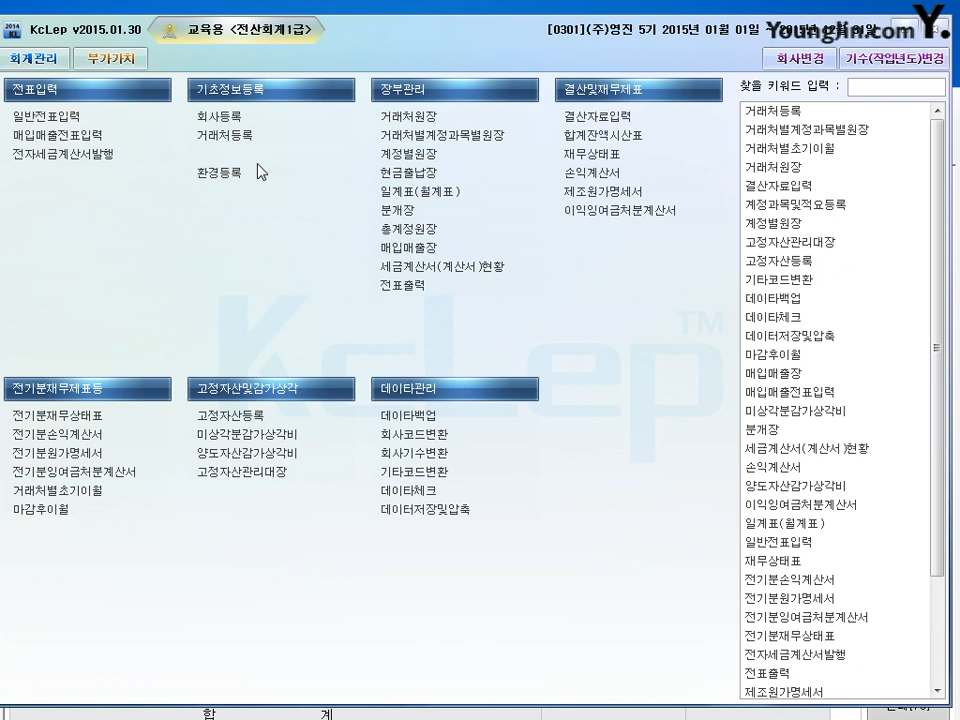 KcLep v2015.01.30
교육용 <전산회계1급>
[0301](주)영진 5기 2015년 01월 01일 ~ 2015년 12월 31일
Younglin.com Y.
회계관리
부가가치
회사변경
기수(작업년도)변경
전표입력
일반전표입력
매입매출전표입력
전자세금계산서발행
기초정보등록
회사등록
거래처등록
환경등록
장부관리
거래처원장
거래처별계정과목별원장
계정별원장
현금출납장
일계표(월계표)
분개장
총계정원장
매입매출장
세금계산서(계산서)현황
전표출력
결산및재무제표
결산자료입력
합계잔액시산표
재무상태표
손익계산서
제조원가명세서
이익잉여금처분계산서
전기분재무제표등
전기분재무상태표
전기분손익계산서
전기분원가명세서
전기분잉여금처분계산서
거래처별초기이월
마감후이월
고정자산및감가상각
고정자산등록
미상각분감가상각비
양도자산감가상각비
고정자산관리대장
데이타관리
데이타백업
회사코드변환
회사기수변환
기타코드변환
데이타체크
데이터저장및압축
KcLep™
찾을 키워드 입력 :
거래처등록
거래처별계정과목별원장
거래처별초기이월
거래처원장
결산자료입력
계정과목및적요등록
계정별원장
고정자산관리대장
고정자산등록
기타코드변환
데이타백업
데이타체크
데이터저장및압축
마감후이월
매입매출장
매입매출전표입력
미상각분감가상각비
분개장
세금계산서(계산서)현황
손익계산서
양도자산감가상각비
이익잉여금처분계산서
일계표(월계표)
일반전표입력
재무상태표
전기분손익계산서
전기분원가명세서
전기분잉여금처분계산서
전기분재무상태표
전자세금계산서발행
전표출력
제조원가명세서
합 계